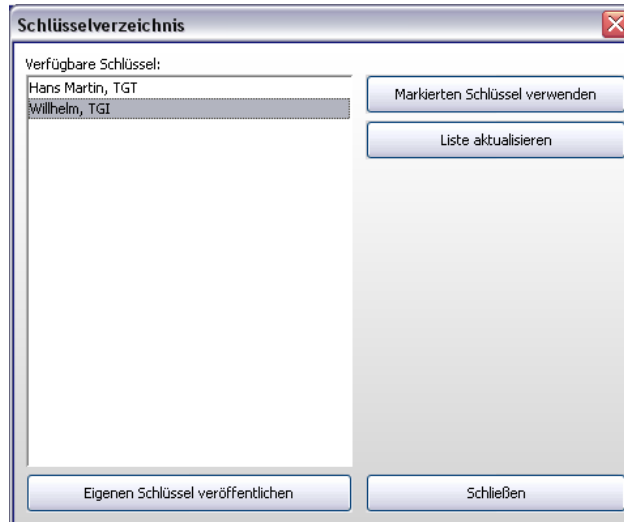 Schlüsselverzeichnis
Verfügbare Schlüssel:
Hans Martin, TGT
Willhelm, TGI
Markierten Schlüssel verwenden
Liste aktualisieren
Eigenen Schlüssel veröffentlichen
Schließen